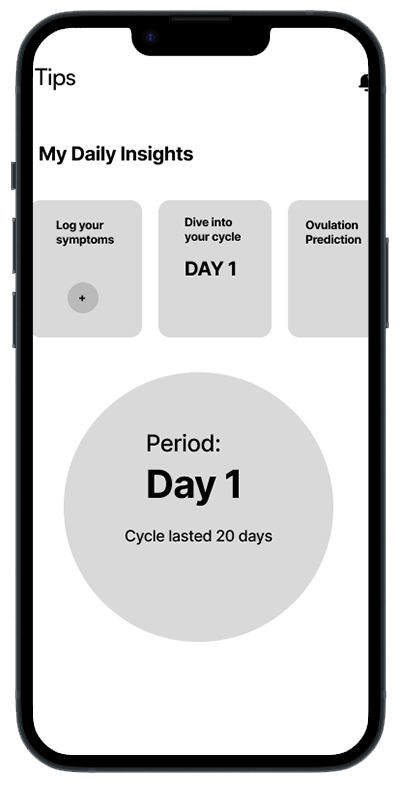 Tips
My Daily Insights
Log your
symptoms
+
Dive into
your cycle
DAY 1
Ovulation
Prediction
Period:
Day 1
Cycle lasted 20 days